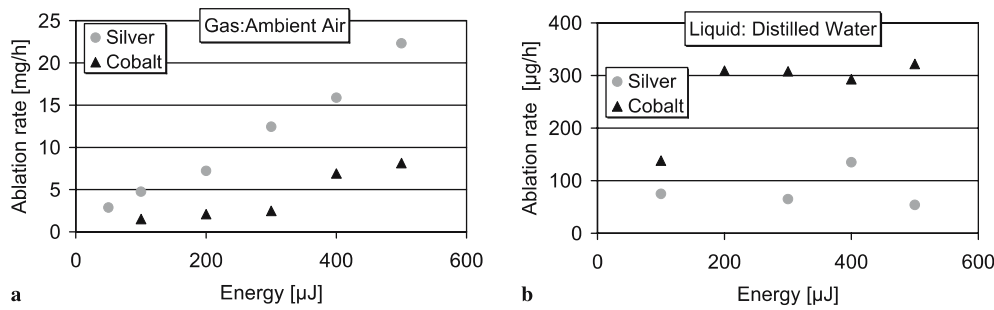 Gas:Ambient Air
Silver
Cobalt
Ablation rate [mg/h]
25
20
15
10
5
0
0 200 400 600
Energy [µJ]
a
Liquid: Distilled Water
Silver
Cobalt
Ablation rate [µg/h]
400
300
200
100
0
0 200 400 600
Energy [µJ]
b